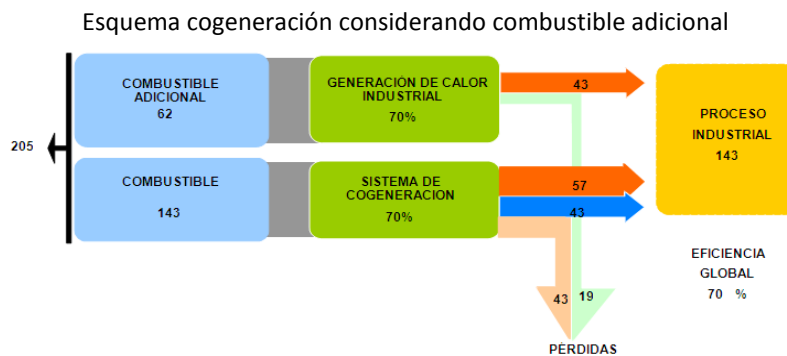 Esquema cogeneración considerando combustible adicional
COMBUSTIBLE
ADICIONAL
62
GENERACIÓN DE CALOR
INDUSTRIAL
70%
43
PROCESO
INDUSTRIAL
143
205
COMBUSTIBLE
143
SISTEMA DE
COGENERACION
70%
57
43
EFICIENCIA
GLOBAL
70 %
43
19
PÉRDIDAS